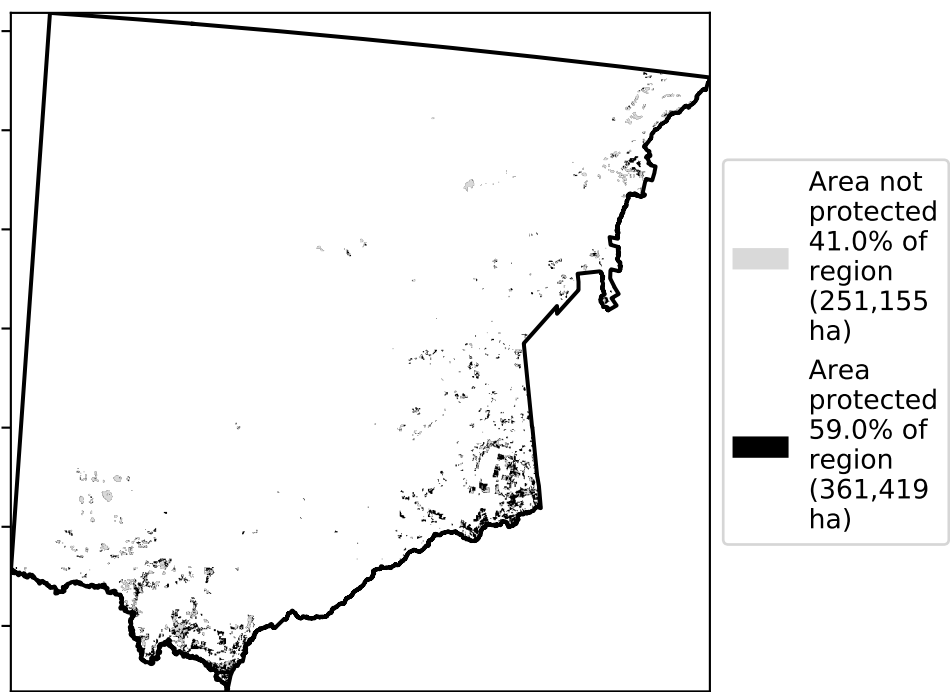 Area not
protected
41.0% of
region
(251,155
ha)
Area
protected
59.0% of
region
(361,419
ha)